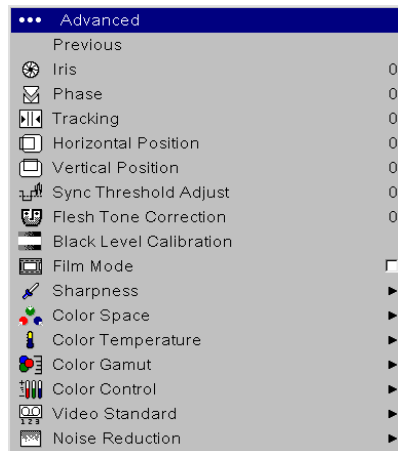 Advanced
Previous
Iris 0
Phase 0
Tracking 0
Horizontal Position 0
Vertical Position 0
Sync Threshold Adjust 0
Flesh Tone Correction 0
Black Level Calibration
Film Mode
Sharpness
Color Space
Color Temperature
Color Gamut
Color Control
Video Standard
Noise Reduction